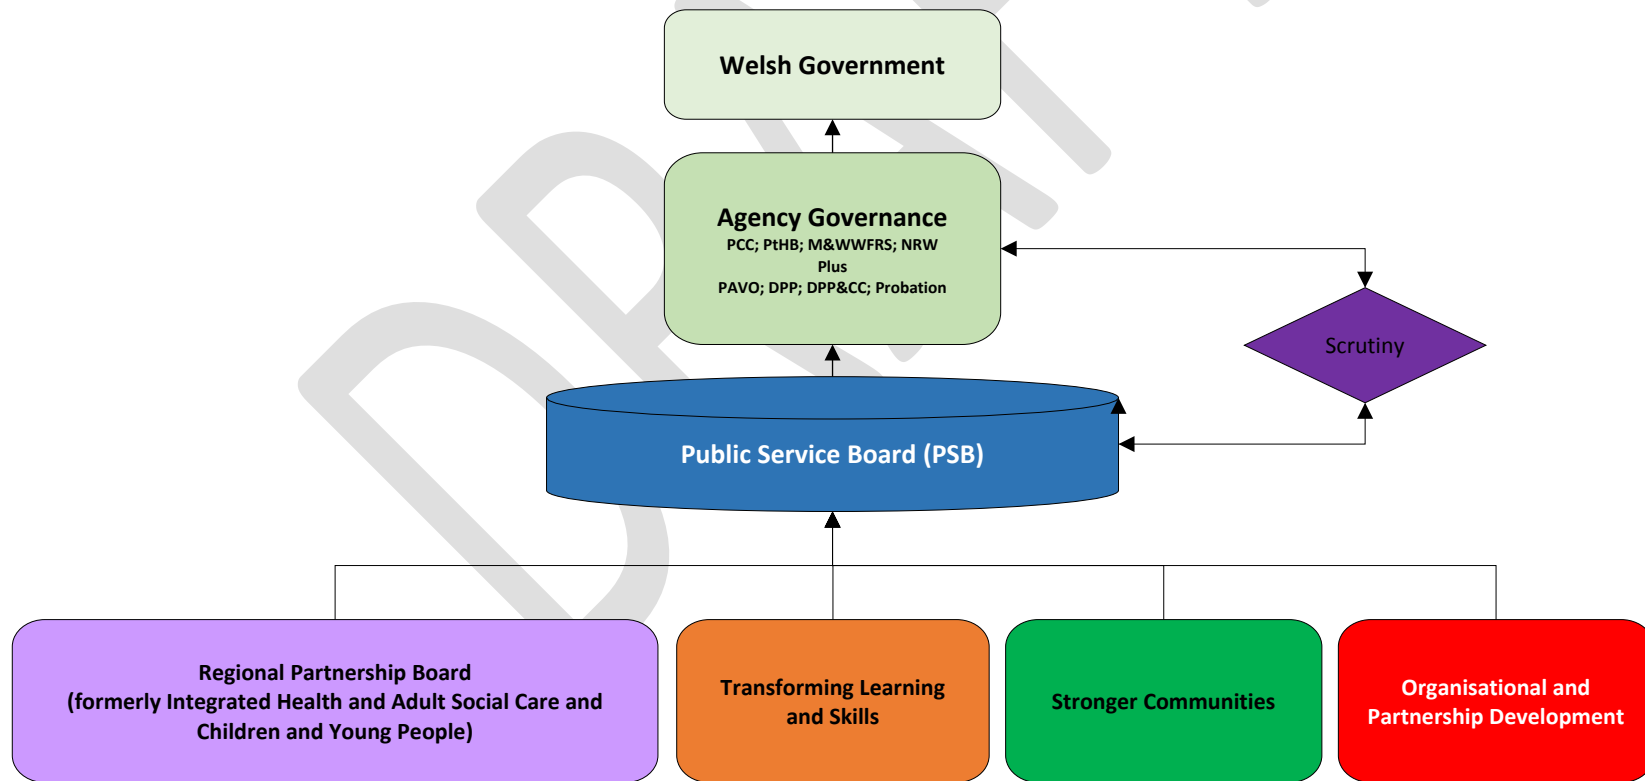 Welsh Government
Agency Governance
PCC; PtHB; M&WWFRS; NRW
Plus
PAVO; DPP; DPP&CC; Probation
Scrutiny
Public Service Board (PSB)
Regional Partnership Board
(formerly Integrated Health and Adult Social Care and
Children and Young People)
Transforming Learning
and Skills
Stronger Communities
Organisational and
Partnership Development
DRAFT